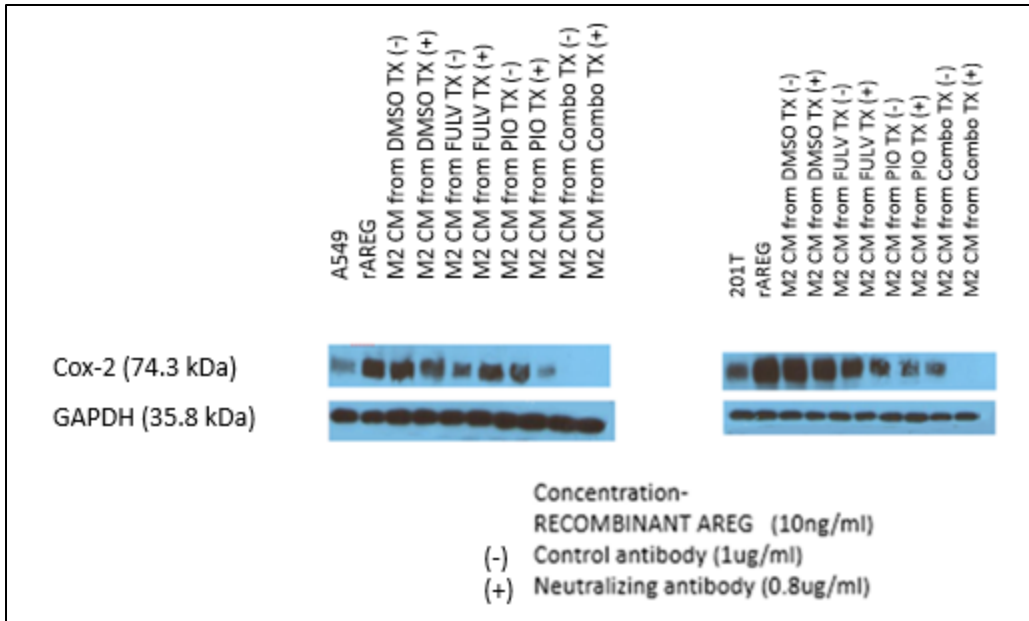 A549
rAREG
M2 CM from DMSO TX (-)
M2 CM from DMSO TX (+)
M2 CM from FULV TX (-)
M2 CM from FULV TX (+)
M2 CM from PIO TX (-)
M2 CM from PIO TX (+)
M2 CM from Combo TX (-)
M2 CM from Combo TX (+)
201T
rAREG
M2 CM from DMSO TX (-)
M2 CM from DMSO TX (+)
M2 CM from FULV TX (-)
M2 CM from FULV TX (+)
M2 CM from PIO TX (-)
M2 CM from PIO TX (+)
M2 CM from Combo TX (-)
M2 CM from Combo TX (+)
Cox-2 (74.3 kDa)
GAPDH (35.8 kDa)
Concentration-
RECOMBINANT AREG (10ng/ml)
(-) Control antibody (1ug/ml)
(+) Neutralizing antibody (0.8ug/ml)